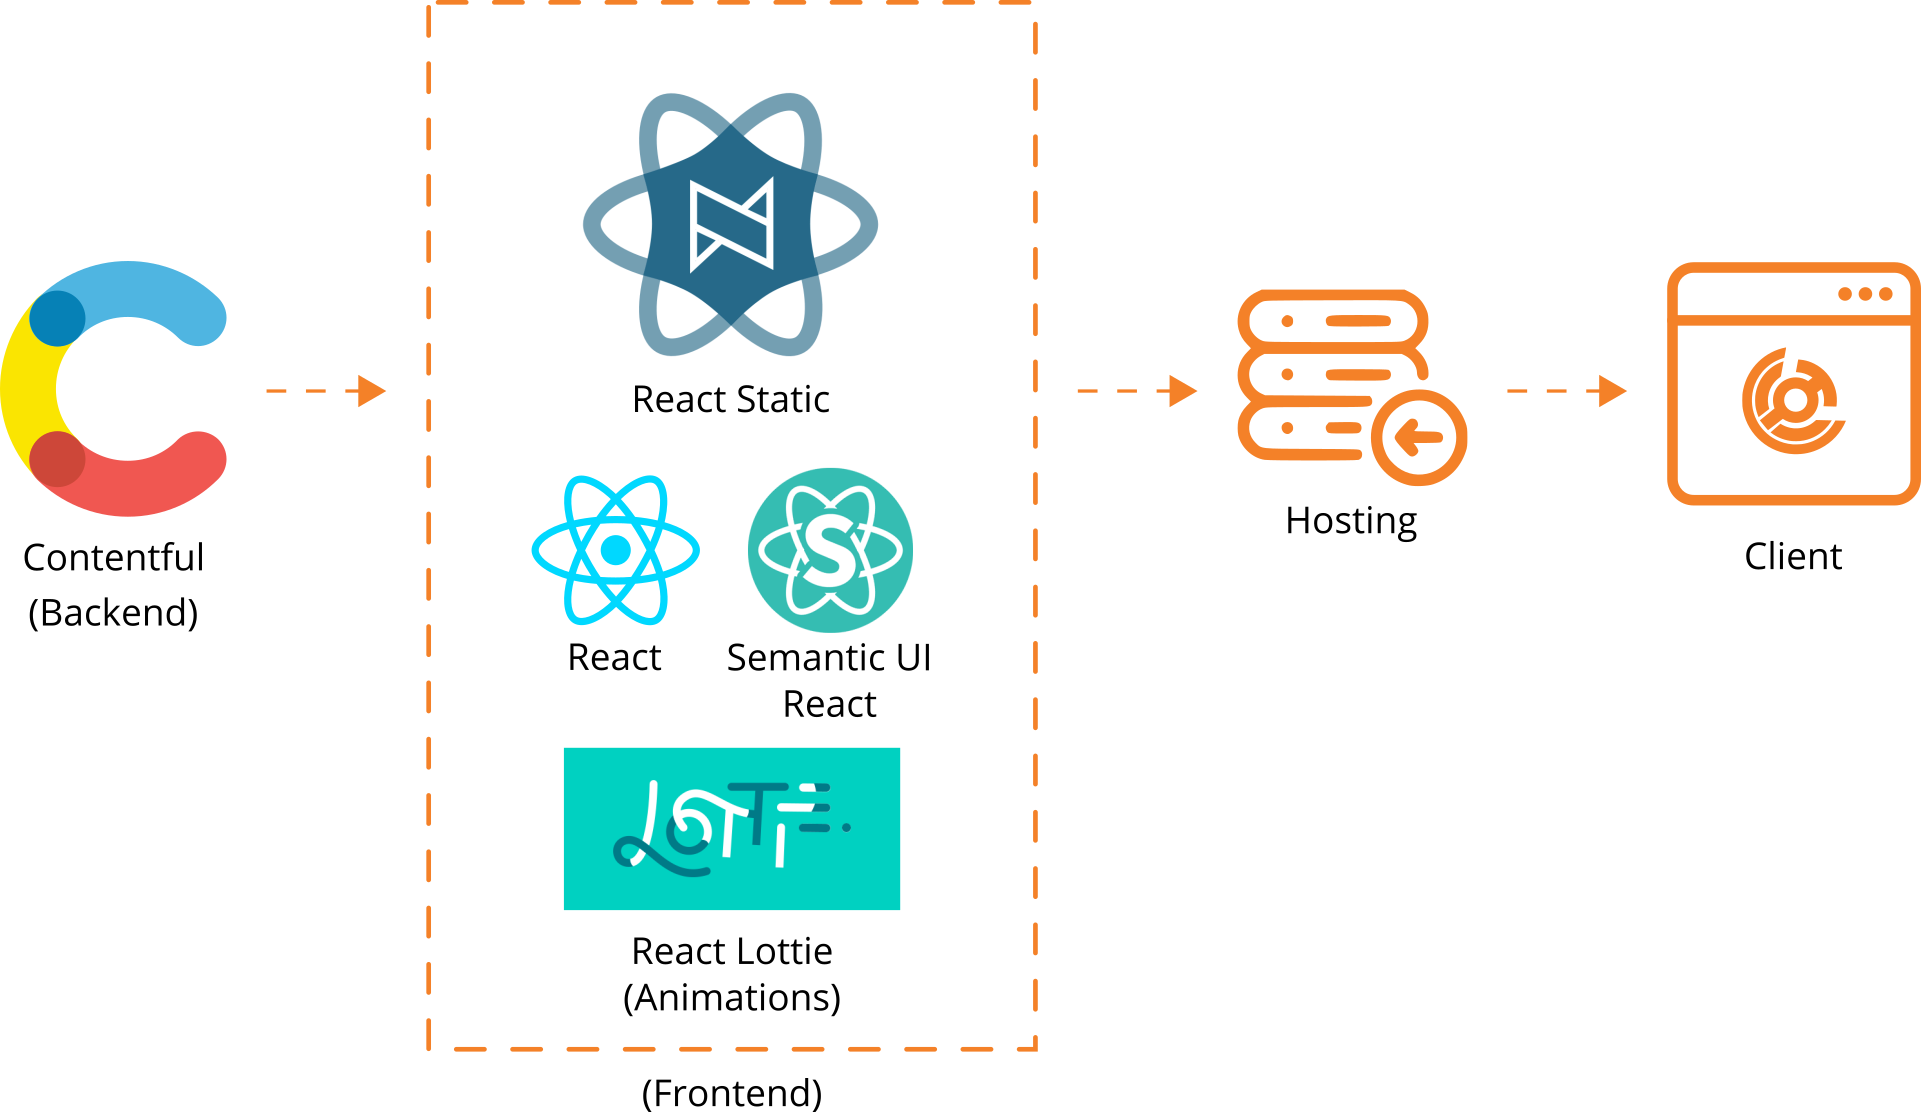 Contentful
(Backend)
React Static
React
Semantic UI
React
LOTTIE.
React Lottie
(Animations)
(Frontend)
Hosting
Client